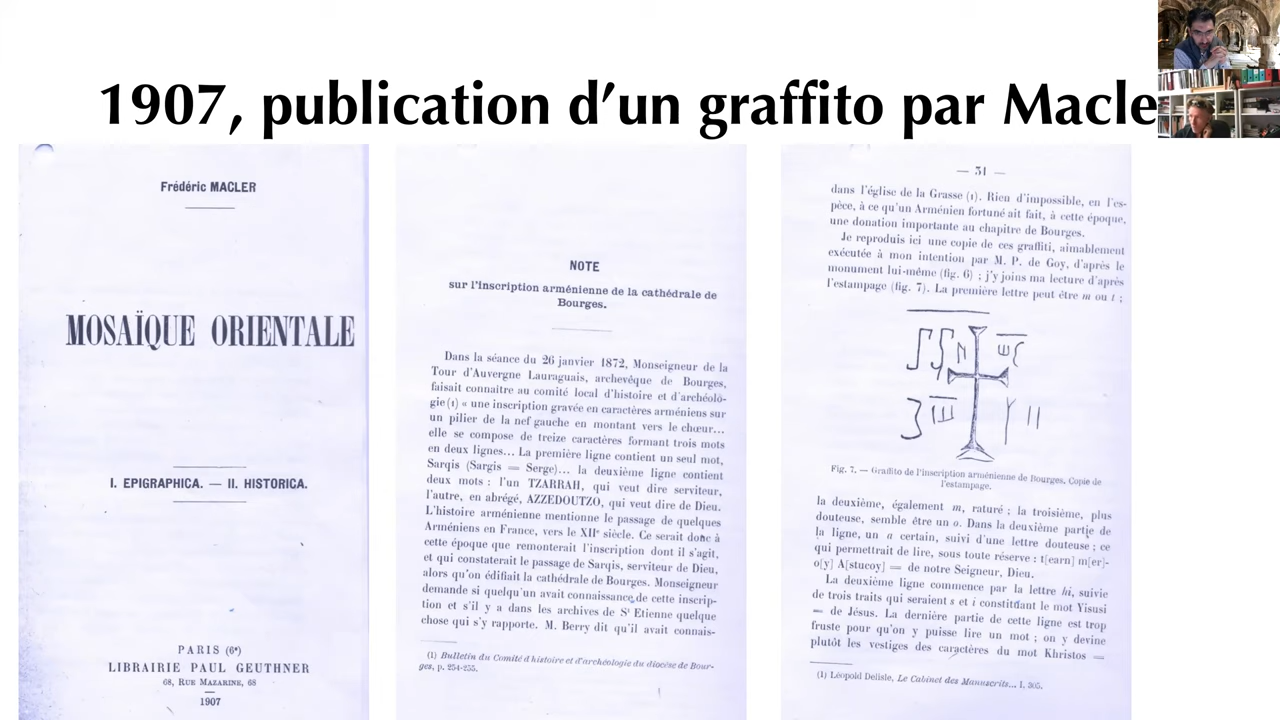 1907, publication d’un graffito par Macle
Frédéric MACLER
MOSAÏQUE ORIENTALE
I. EPIGRAPHICA. — II. HISTORICA.
PARIS (6e)
LIBRAIRIE PAUL GEUTHNER
68, RUE MAZARINE, 68
1907
NOTE
sur l'inscription arménienne de la cathédrale de
Bourges.
Dans la séance du 26 janvier 1872, Monseigneur de la
Tour d'Auvergne Lauraguais, archevêque de Bourges,
faisait connaître au comité local d'histoire et d'archéolo-
gie (1) « une inscription gravée en caractères arméniens sur
un pilier de la nef gauche en montant vers le chœur...
elle se compose de treize caractères formant trois mots
en deux lignes... La première ligne contient un seul mot,
Sarqis (Sargis = Serge)... la deuxième ligne contient
deux mots : l'un TZARRAH, qui veut dire serviteur,
l'autre, en abrégé, AZZEDOUTZO, qui veut dire de Dieu.
L'histoire arménienne mentionne le passage de quelques
Arméniens en France, vers le XIIe siècle. Ce serait donc à
cette époque que remonterait l'inscription dont il s'agit,
et qui constaterait le passage de Sarqis, serviteur de Dieu,
alors qu'on édifiait la cathédrale de Bourges. Monseigneur
demande si quelqu'un avait connaissance de cette inscrip-
tion et s'il y a dans les archives de St Etienne quelque
chose qui s'y rapporte. M. Berry dit qu'il avait connais-
(1) Bulletin du Comité d'histoire et d'archéologie du diocèse de Bour-
ges, p. 254-255.
— 31 —
dans l'église de la Grasse (1). Rien d'impossible, en l'es-
pèce, à ce qu'un Arménien fortuné ait fait, à cette époque,
une donation importante au chapitre de Bourges.
Je reproduis ici une copie de ces graffiti, aimablement
exécutée à mon intention par M. P. de Goy, d'après le
monument lui-même (fig. 6) ; j'y joins ma lecture d'après
l'estampage (fig. 7). La première lettre peut être m ou t ;
Fig. 7. — Graffito de l'inscription arménienne de Bourges. Copie de
l'estampage.
la deuxième, également m, raturé ; la troisième, plus
douteuse, semble être un o. Dans la deuxième partie de
la ligne, un a certain, suivi d'une lettre douteuse ; ce
qui permettrait de lire, sous toute réserve : t[earn] m[er]-
o[y] A[stucoy] = de notre Seigneur, Dieu.
La deuxième ligne commence par la lettre hi, suivie
de trois traits qui seraient s et i constituant le mot Yisusi
= de Jésus. La dernière partie de cette ligne est trop
fruste pour qu'on y puisse lire un mot ; on y devine
plutôt les vestiges des caractères du mot Khristos =
(1) Léopold Delisle, Le Cabinet des Manuscrits... I, 305.